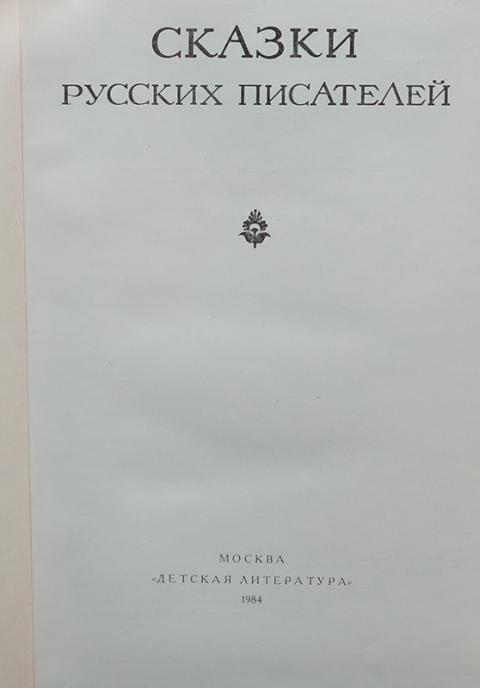 СКАЗКИ
РУССКИХ ПИСАТЕЛЕЙ
МОСКВА
«ДЕТСКАЯ ЛИТЕРАТУРА»
1984